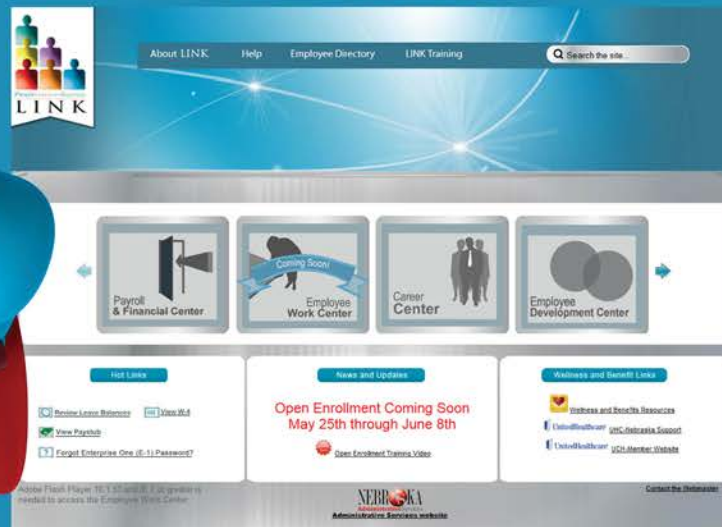 LINK
About LINK
Help
Employee Directory
LINK Training
Search the site...
Payroll
& Financial Center
Coming Soon!
Employee
Work Center
Career
Center
Employee
Development Center
Hot Links
Review Leave Balances
View W-4
View Paystub
Forgot Enterprise One (E-1) Password?
News and Updates
Open Enrollment Coming Soon
May 25th through June 8th
Open Enrollment Training Video
Wellness and Benefit Links
Wellness and Benefits Resources
UnitedHealthcare
UHC-Nebraska Support
UnitedHealthcare
UCH-Member Website
needed to access the Employee Work Center
NEBRASKA
Administrative Services website
Contact the Webmaster